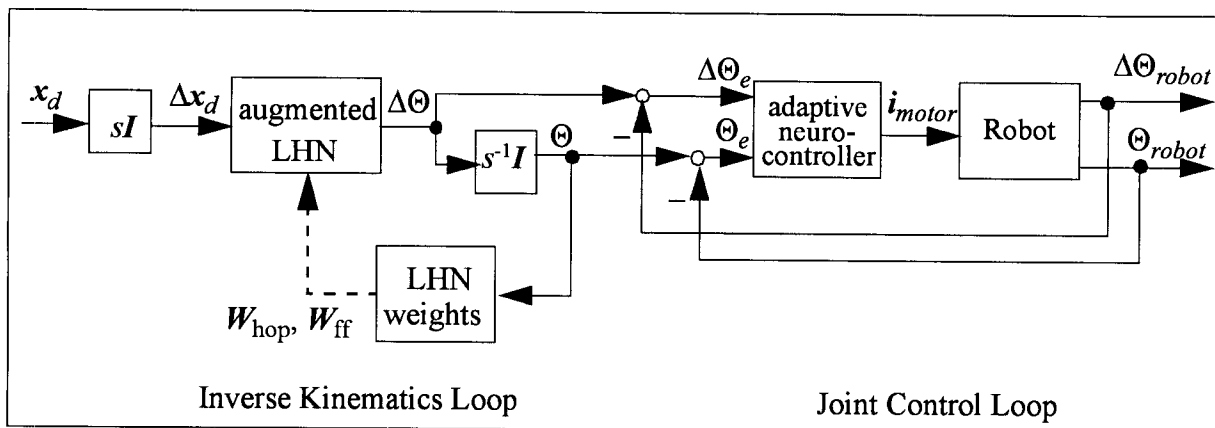 x_d
sI
Δx_d
augmented
LHN
ΔΘ
s⁻¹I
Θ
LHN
weights
W_hop, W_ff
−
−
ΔΘ_e
Θ_e
adaptive
neuro-
controller
i_motor
Robot
ΔΘ_robot
Θ_robot
Inverse Kinematics Loop
Joint Control Loop